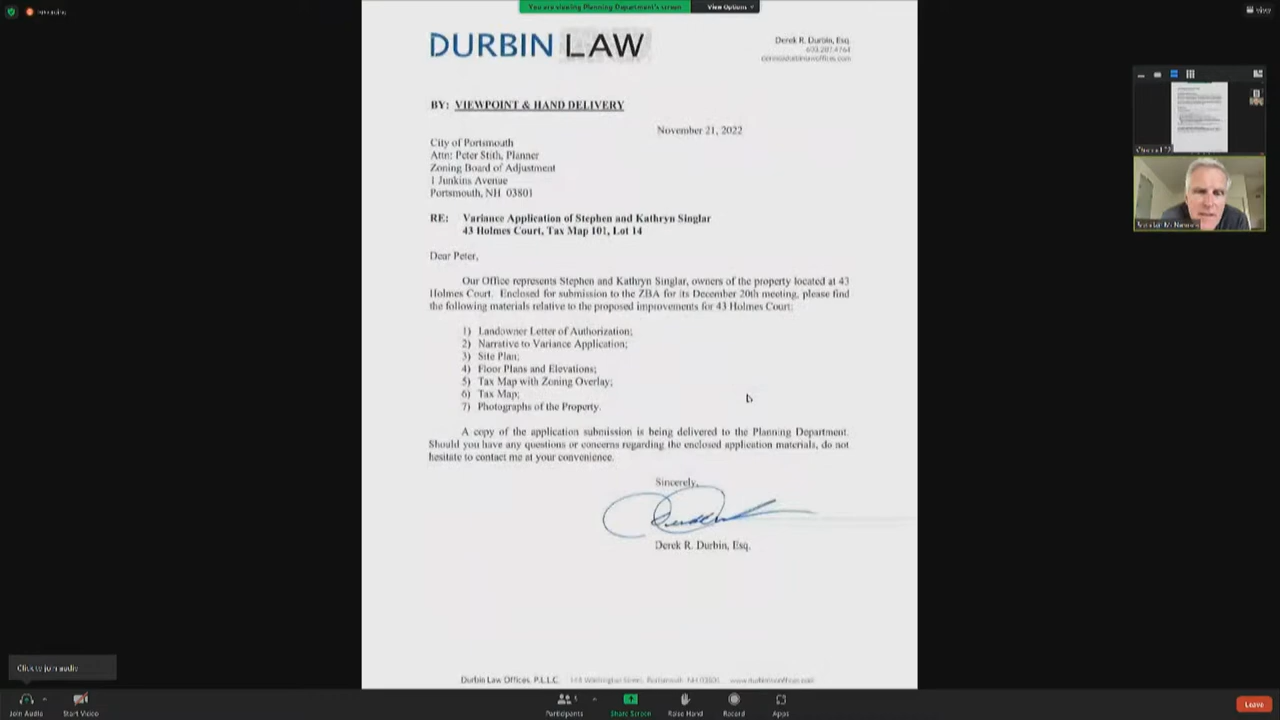 You are viewing Planning Department's screen
View Options
View
DURBIN LAW
Derek R. Durbin, Esq.
BY: VIEWPOINT & HAND DELIVERY
November 21, 2022
City of Portsmouth
Attn: Peter Stith, Planner
Zoning Board of Adjustment
1 Junkins Avenue
Portsmouth, NH 03801
RE: Variance Application of Stephen and Kathryn Singlar
43 Holmes Court, Tax Map 101, Lot 14
Dear Peter,
Our Office represents Stephen and Kathryn Singlar, owners of the property located at 43
Holmes Court. Enclosed for submission to the ZBA for its December 20th meeting, please find
the following materials relative to the proposed improvements for 43 Holmes Court:
1) Landowner Letter of Authorization;
2) Narrative to Variance Application;
3) Site Plan;
4) Floor Plans and Elevations;
5) Tax Map with Zoning Overlay;
6) Tax Map;
7) Photographs of the Property.
A copy of the application submission is being delivered to the Planning Department.
Should you have any questions or concerns regarding the enclosed application materials, do not
hesitate to contact me at your convenience.
Sincerely,
Derek R. Durbin, Esq.
Durbin Law Offices, P.L.L.C.
Click to join audio
Join Audio
Start Video
Participants
Share Screen
Raise Hand
Record
Apps
Leave